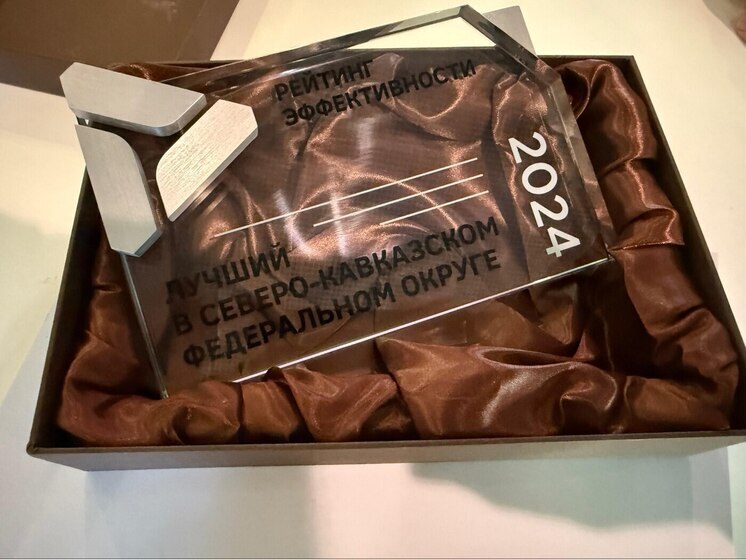 РЕЙТИНГ
ЭФФЕКТИВНОСТИ
2024
ЛУЧШИЙ
В СЕВЕРО-КАВКАЗСКОМ
ФЕДЕРАЛЬНОМ ОКРУГЕ